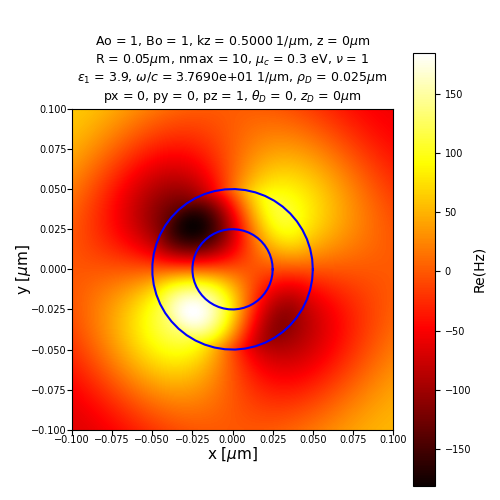 Ao = 1, Bo = 1, kz = 0.5000 1/μm, z = 0μm
R = 0.05μm, nmax = 10, μc = 0.3 eV, ν = 1
ε1 = 3.9, ω/c = 3.7690e+01 1/μm, ρD = 0.025μm
px = 0, py = 0, pz = 1, θD = 0, zD = 0μm
0.100
0.075
0.050
0.025
0.000
−0.025
−0.050
−0.075
−0.100
y [μm]
−0.100 −0.075 −0.050 −0.025 0.000 0.025 0.050 0.075 0.100
x [μm]
150
100
50
0
−50
−100
−150
Re(Hz)